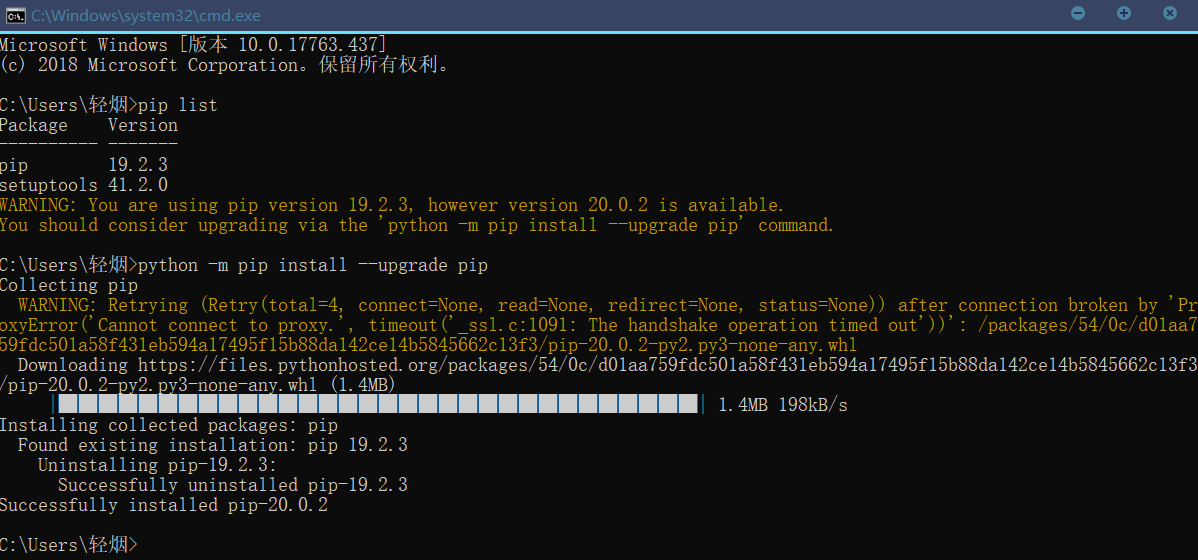 C:\Windows\system32\cmd.exe
Microsoft Windows [版本 10.0.17763.437]
(c) 2018 Microsoft Corporation。保留所有权利。
C:\Users\轻烟>pip list
Package    Version
---------- -------
pip        19.2.3
setuptools 41.2.0
WARNING: You are using pip version 19.2.3, however version 20.0.2 is available.
You should consider upgrading via the 'python -m pip install --upgrade pip' command.
C:\Users\轻烟>python -m pip install --upgrade pip
Collecting pip
  WARNING: Retrying (Retry(total=4, connect=None, read=None, redirect=None, status=None)) after connection broken by 'Pr
oxyError('Cannot connect to proxy.', timeout('_ssl.c:1091: The handshake operation timed out'))': /packages/54/0c/d01aa7
59fdc501a58f431eb594a17495f15b88da142ce14b5845662c13f3/pip-20.0.2-py2.py3-none-any.whl
  Downloading https://files.pythonhosted.org/packages/54/0c/d01aa759fdc501a58f431eb594a17495f15b88da142ce14b5845662c13f3
/pip-20.0.2-py2.py3-none-any.whl (1.4MB)
1.4MB 198kB/s
Installing collected packages: pip
  Found existing installation: pip 19.2.3
    Uninstalling pip-19.2.3:
      Successfully uninstalled pip-19.2.3
Successfully installed pip-20.0.2
C:\Users\轻烟>